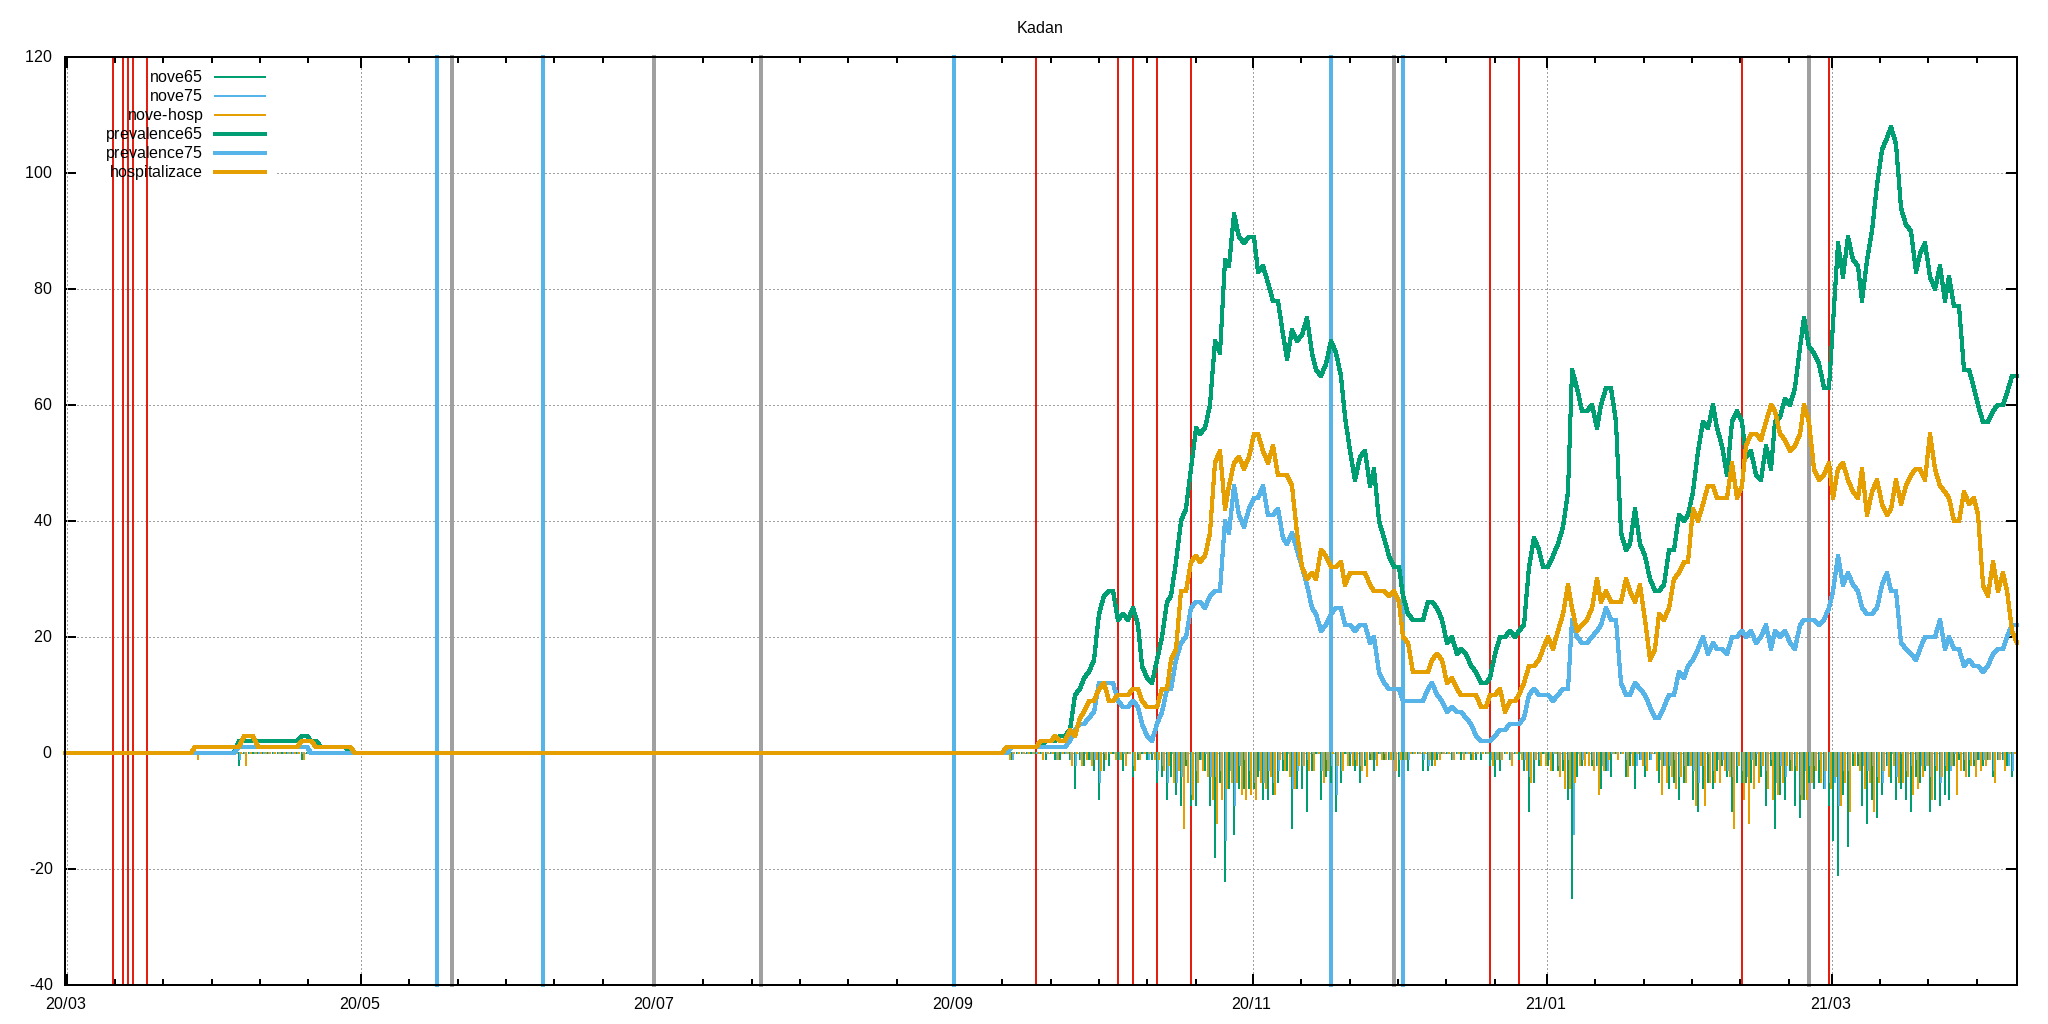 Kadan
120
100
80
60
40
20
0
-20
-40
nove65
nove75
nove-hosp
prevalence65
prevalence75
hospitalizace
20/03 20/05 20/07 20/09 20/11 21/01 21/03